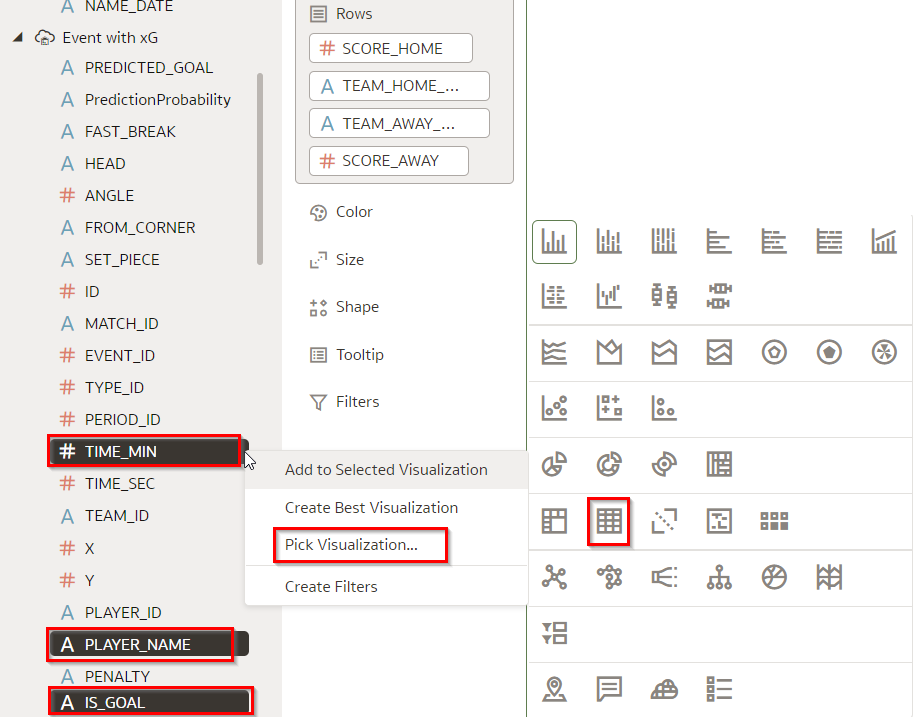 A NAME_DATE
Event with xG
A PREDICTED_GOAL
A PredictionProbability
A FAST_BREAK
A HEAD
# ANGLE
A FROM_CORNER
A SET_PIECE
# ID
A MATCH_ID
# EVENT_ID
# TYPE_ID
# PERIOD_ID
# TIME_MIN
# TIME_SEC
A TEAM_ID
# X
# Y
A PLAYER_ID
A PLAYER_NAME
A PENALTY
A IS_GOAL
Rows
# SCORE_HOME
A TEAM_HOME_...
A TEAM_AWAY_...
# SCORE_AWAY
Color
Size
Shape
Tooltip
Filters
Add to Selected Visualization
Create Best Visualization
Pick Visualization...
Create Filters